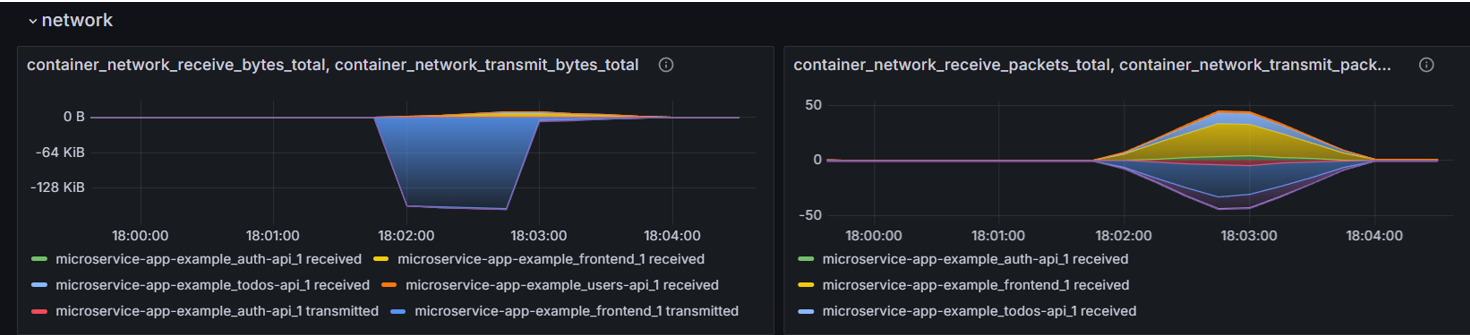 network
container_network_receive_bytes_total, container_network_transmit_bytes_total
0 B
-64 KiB
-128 KiB
18:00:00 18:01:00 18:02:00 18:03:00 18:04:00
microservice-app-example_auth-api_1 received microservice-app-example_frontend_1 received
microservice-app-example_todos-api_1 received microservice-app-example_users-api_1 received
microservice-app-example_auth-api_1 transmitted microservice-app-example_frontend_1 transmitted
container_network_receive_packets_total, container_network_transmit_pack...
50
0
-50
18:00:00 18:01:00 18:02:00 18:03:00 18:04:00
microservice-app-example_auth-api_1 received
microservice-app-example_frontend_1 received
microservice-app-example_todos-api_1 received